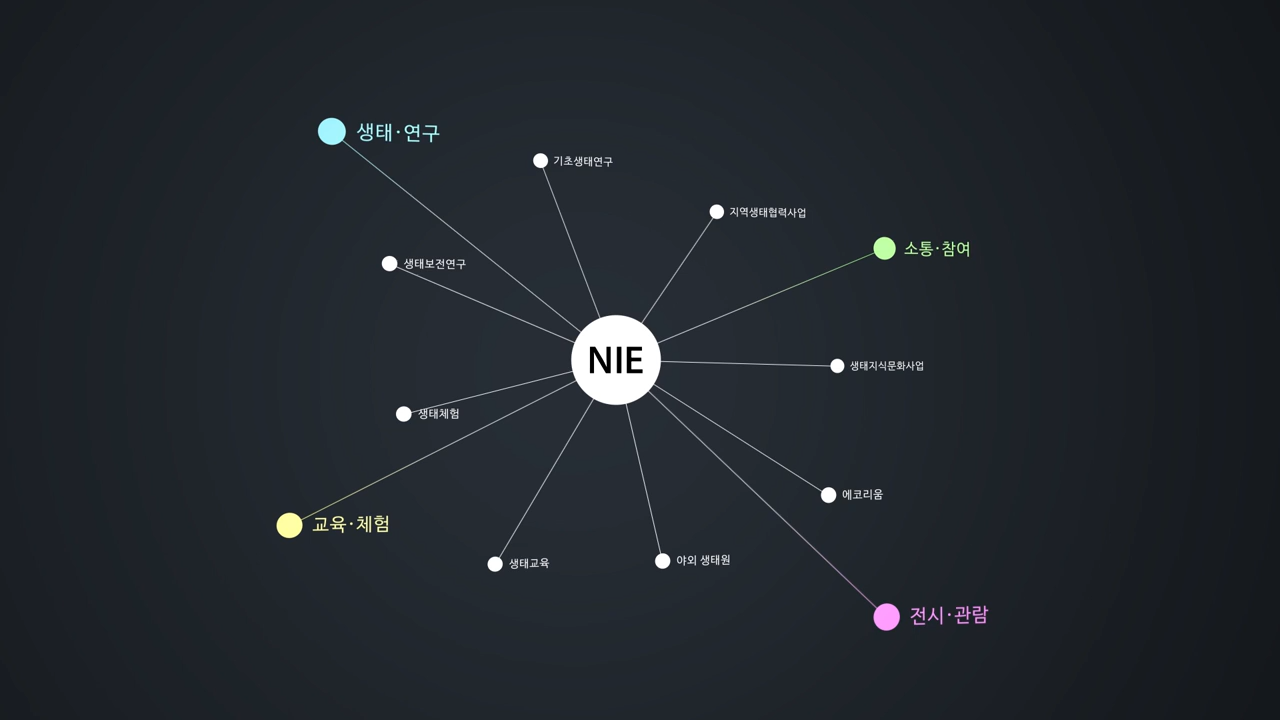 생태·연구
기초생태연구
지역생태협력사업
소통·참여
생태보전연구
NIE
생태지식문화사업
생태체험
에코리움
교육·체험
생태교육
야외 생태원
전시·관람